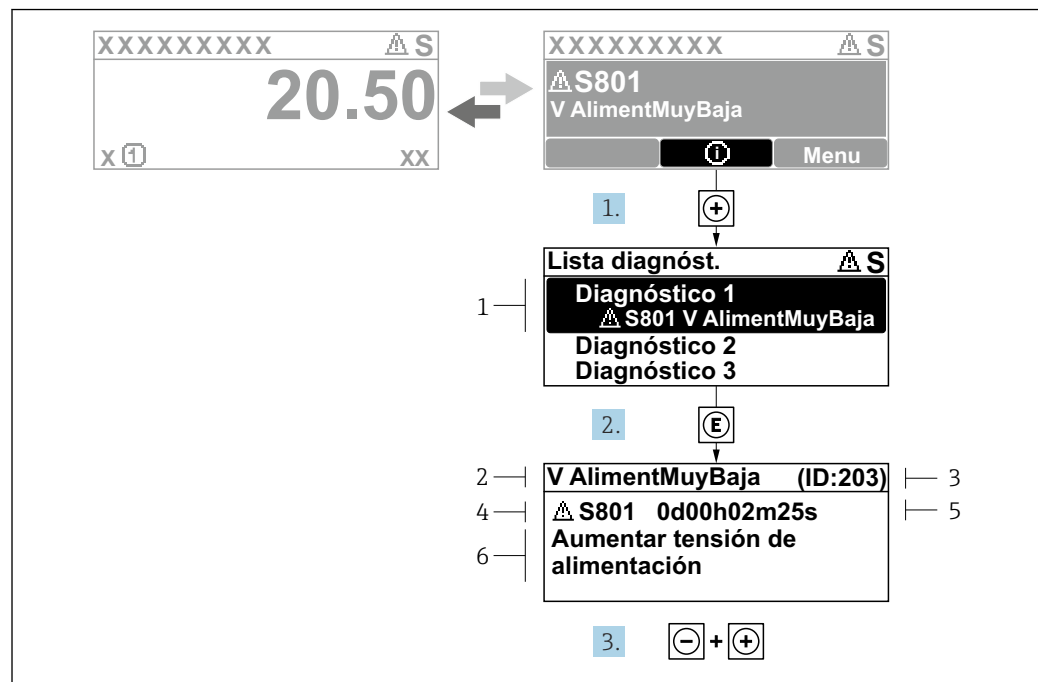 XXXXXXXXX ⚠ S
20.50
x ① xx
XXXXXXXXX ⚠ S
⚠ S801
V AlimentMuyBaja
ⓘ Menu
1. +
Lista diagnóst. ⚠ S
1
Diagnóstico 1
⚠ S801 V AlimentMuyBaja
Diagnóstico 2
Diagnóstico 3
2. E
2 V AlimentMuyBaja (ID:203) 3
4 ⚠ S801 0d00h02m25s 5
6 Aumentar tensión de
alimentación
3. - + +